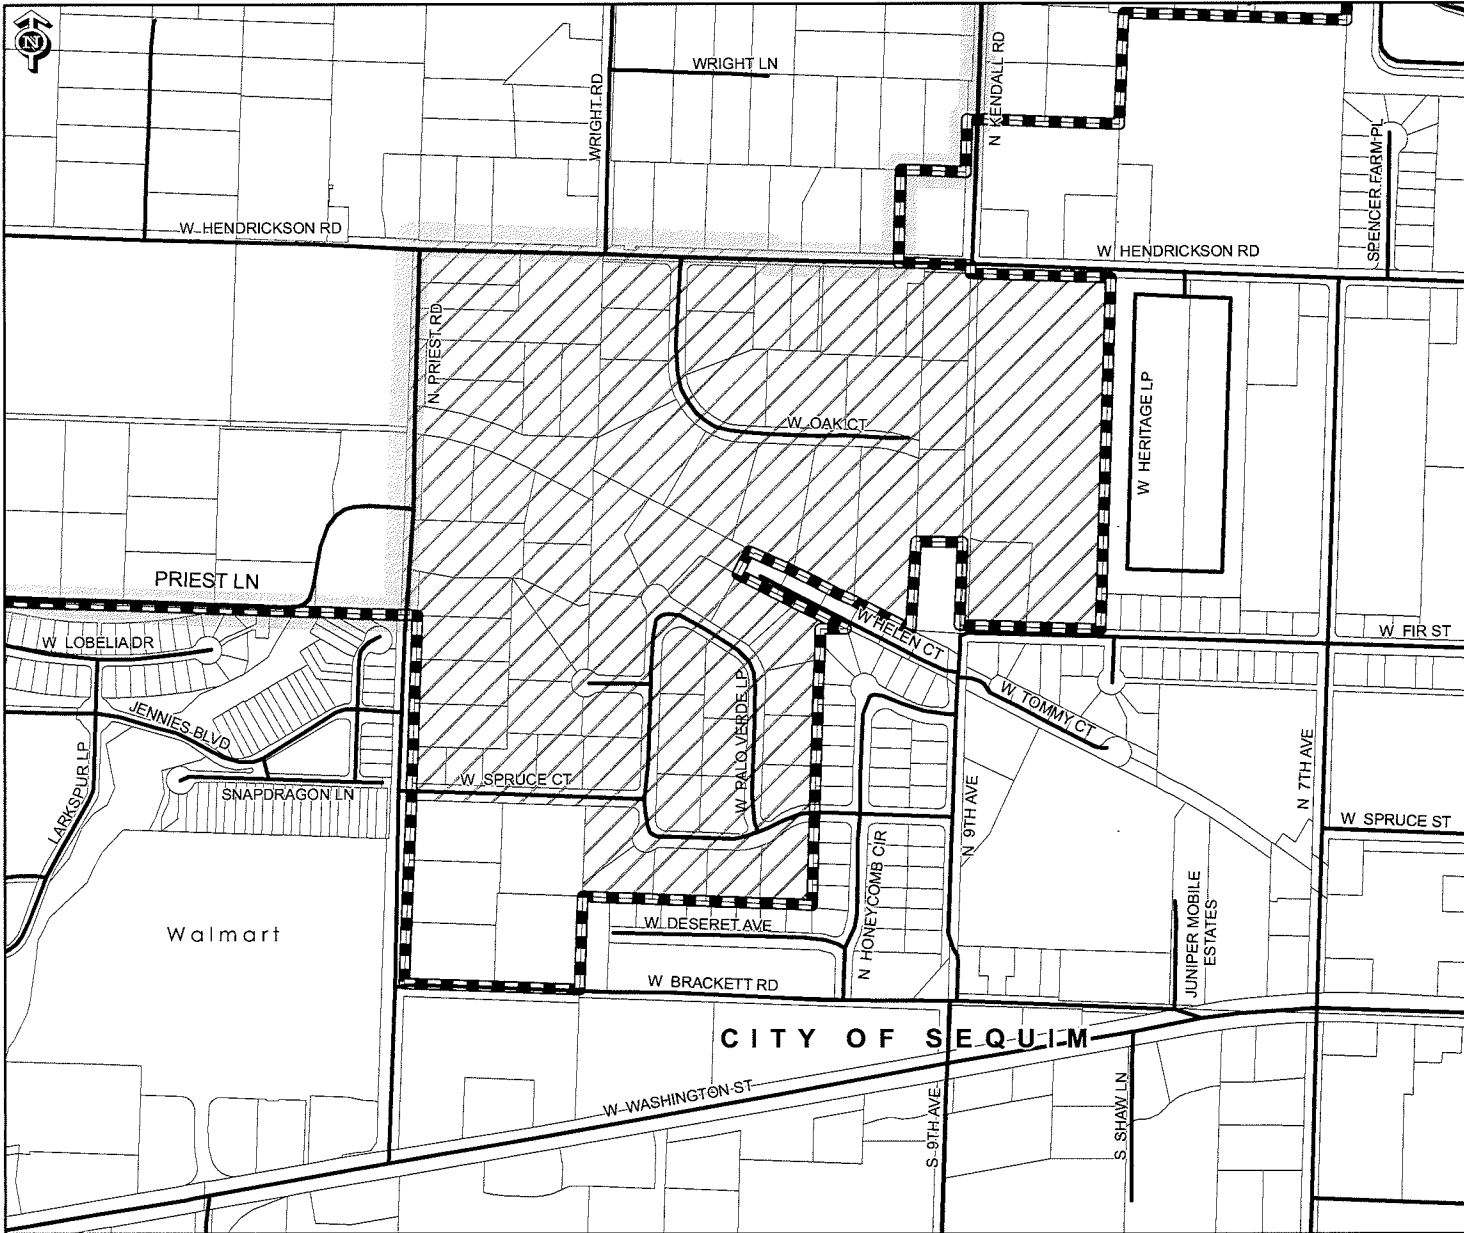 N
WRIGHT LN
WRIGHT RD
N KENDALL RD
SPENCER FARM PL
W HENDRICKSON RD
W HENDRICKSON RD
N PRIEST RD
W OAK CT
W HERITAGE LP
PRIEST LN
W LOBELIA DR
W HELEN CT
W FIR ST
W TOMMY CT
JENNIES BLVD
W PALO VERDE LP
LARKSPUR LP
W SPRUCE CT
SNAPDRAGON LN
N 9TH AVE
N 7TH AVE
W SPRUCE ST
N HONEYCOMB CIR
JUNIPER MOBILE
ESTATES
Walmart
W DESERET AVE
W BRACKETT RD
CITY OF SEQUIM
W WASHINGTON ST
S 9TH AVE
S SHAW LN